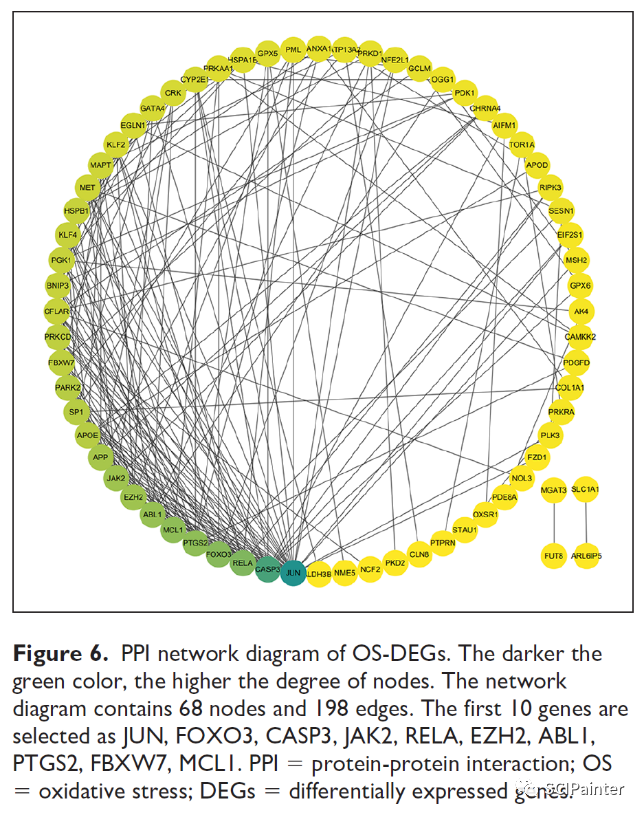 PML
ANXA1
PRKD1
NFE2L1
GCLM
OGG1
PDK1
CHRNA4
AIFM1
TOR1A
APOD
RIPK3
SESN1
EIF2S1
MSH2
GPX6
AK4
CAMKK2
PDGFD
COL1A1
PRKRA
PLK3
FZD1
NOL3
PDE8A
OXSR1
STAU1
PTPRN
CLN8
PKD2
NCF2
NME5
JUN
CASP3
RELA
FOXO3
PTGS2
MCL1
ABL1
EZH2
JAK2
APP
APOE
SP1
PARK2
FBXW7
PRKCD
CFLAR
BNIP3
PGK1
KLF4
HSPB1
MET
MAPT
KLF2
EGLN1
GATA4
CRK
CYP2E1
PRKAA1
GPX5
MGAT3
SLC1A1
FUT8
ARL6IP5
Figure 6. PPI network diagram of OS-DEGs. The darker the
green color, the higher the degree of nodes. The network
diagram contains 68 nodes and 198 edges. The first 10 genes are
selected as JUN, FOXO3, CASP3, JAK2, RELA, EZH2, ABL1,
PTGS2, FBXW7, MCL1. PPI = protein-protein interaction; OS
= oxidative stress; DEGs = differentially expressed genes.
SCIPainter